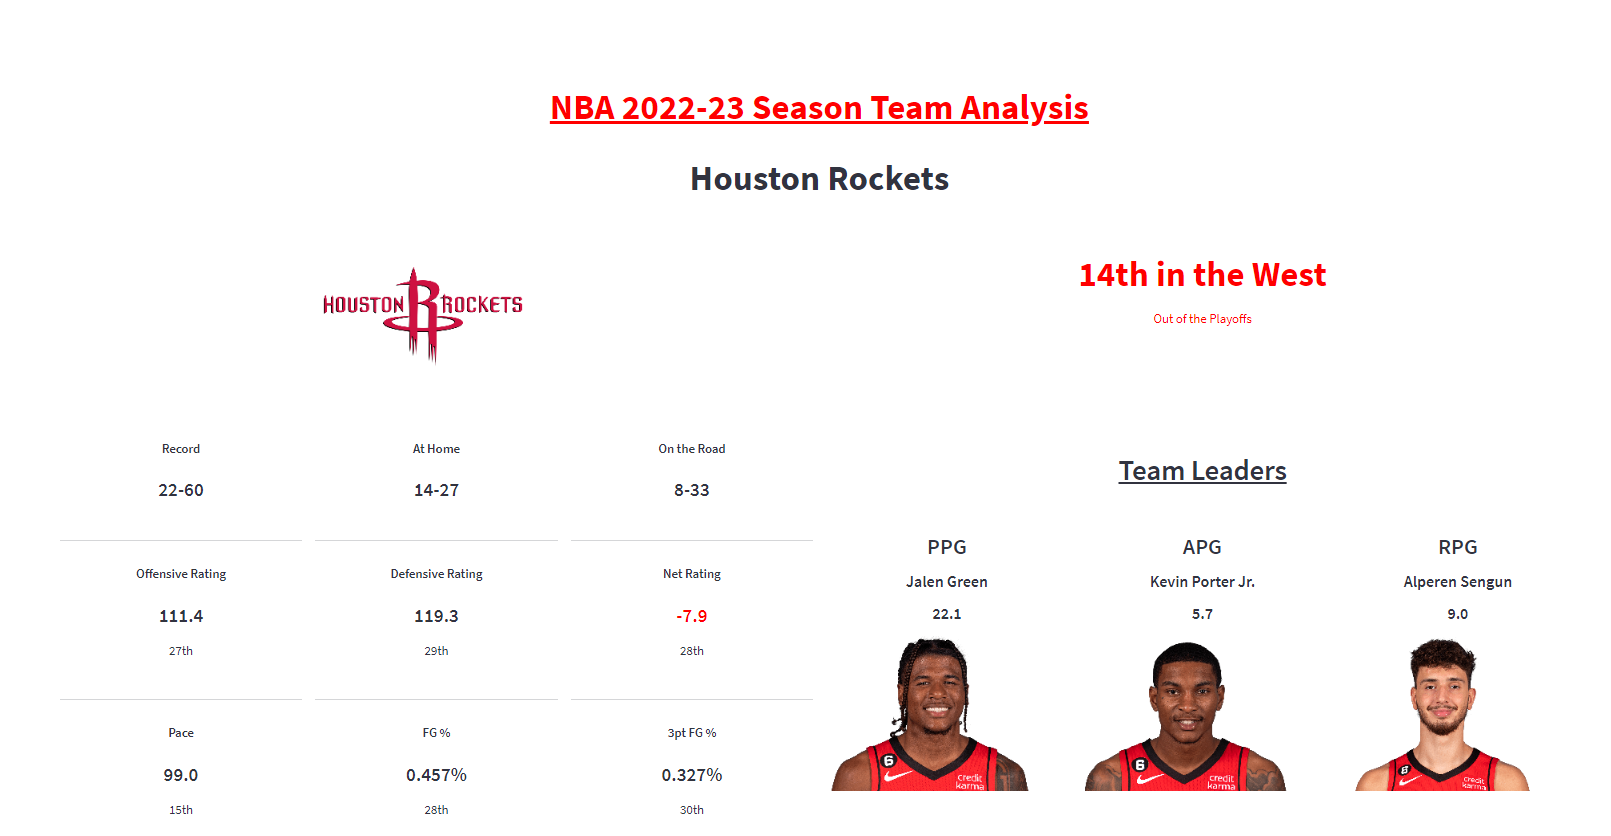 NBA 2022-23 Season Team Analysis
Houston Rockets
HOUSTON R ROCKETS
14th in the West
Out of the Playoffs
Record
At Home
On the Road
22-60
14-27
8-33
Offensive Rating
Defensive Rating
Net Rating
111.4
119.3
-7.9
27th
29th
28th
Pace
FG %
3pt FG %
99.0
0.457%
0.327%
15th
28th
30th
Team Leaders
PPG
APG
RPG
Jalen Green
Kevin Porter Jr.
Alperen Sengun
22.1
5.7
9.0
6
credit
karma
6
credit
karma
6
credit
karma